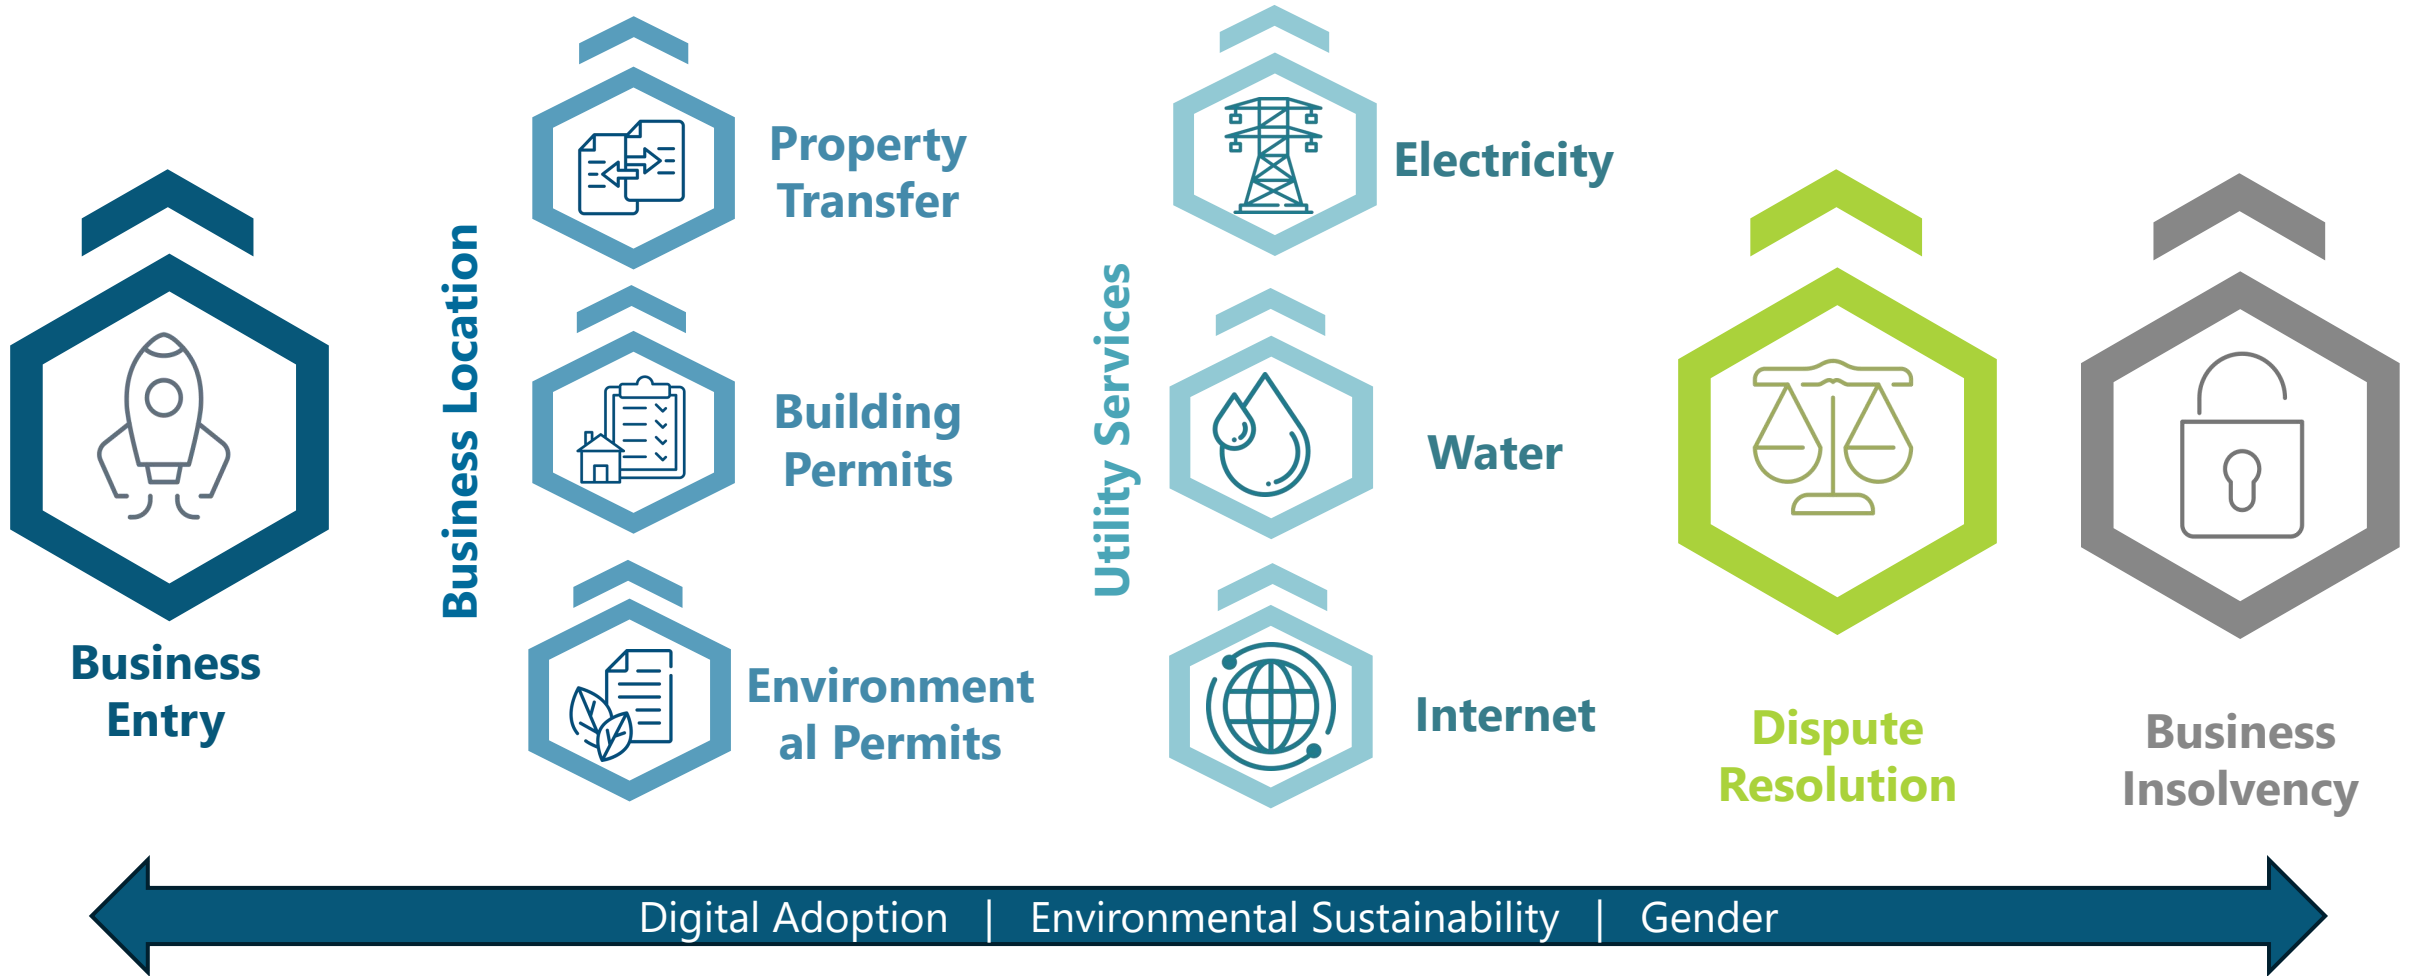 Business
Entry
Business Location
Property
Transfer
Building
Permits
Environment
al Permits
Utility Services
Electricity
Water
Internet
Dispute
Resolution
Business
Insolvency
Digital Adoption | Environmental Sustainability | Gender